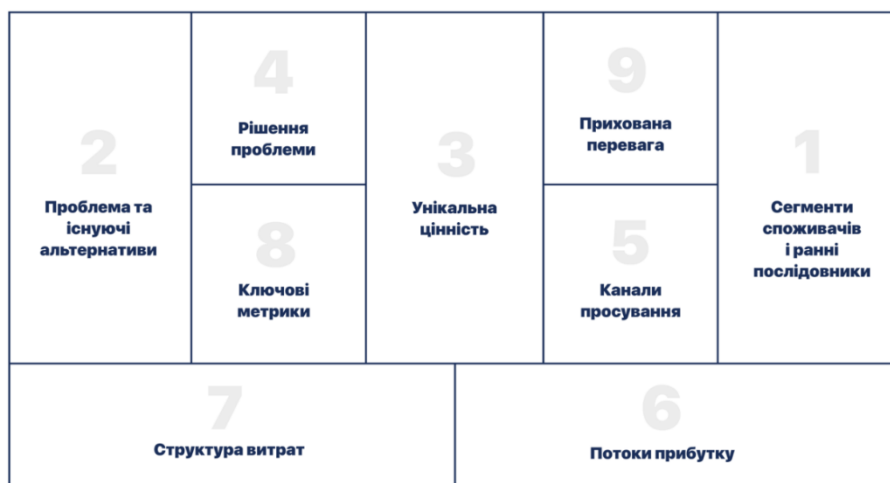 2
Проблема та
існуючі
альтернативи
4
Рішення
проблеми
8
Ключові
метрики
3
Унікальна
цінність
9
Прихована
перевага
5
Канали
просування
1
Сегменти
споживачів
і ранні
послідовники
7
Структура витрат
6
Потоки прибутку